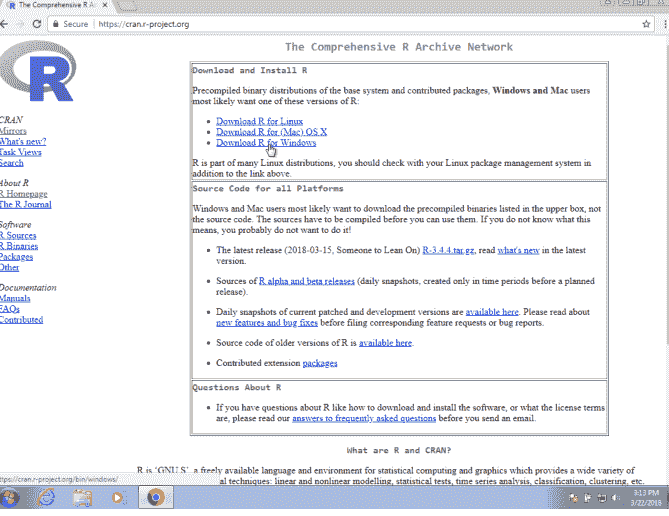 The Comprehensive R A
Secure | https://cran.r-project.org
The Comprehensive R Archive Network
R
CRAN
Mirrors
What's new?
Task Views
Search
About R
R Homepage
The R Journal
Software
R Sources
R Binaries
Packages
Other
Documentation
Manuals
FAQs
Contributed
Download and Install R
Precompiled binary distributions of the base system and contributed packages, Windows and Mac users
most likely want one of these versions of R:
Download R for Linux
Download R for (Mac) OS X
Download R for Windows
R is part of many Linux distributions, you should check with your Linux package management system in
addition to the link above.
Source Code for all Platforms
Windows and Mac users most likely want to download the precompiled binaries listed in the upper box, not
the source code. The sources have to be compiled before you can use them. If you do not know what this
means, you probably do not want to do it!
The latest release (2018-03-15, Someone to Lean On) R-3.4.4.tar.gz, read what's new in the latest
version.
Sources of R alpha and beta releases (daily snapshots, created only in time periods before a planned
release).
Daily snapshots of current patched and development versions are available here. Please read about
new features and bug fixes before filing corresponding feature requests or bug reports.
Source code of older versions of R is available here.
Contributed extension packages
Questions About R
If you have questions about R like how to download and install the software, or what the license terms
are, please read our answers to frequently asked questions before you send an email.
What are R and CRAN?
R is 'GNU S', a freely available language and environment for statistical computing and graphics which provides a wide variety of
al techniques: linear and nonlinear modelling, statistical tests, time series analysis, classification, clustering, etc.
https://cran.r-project.org/bin/windows/
3:13 PM